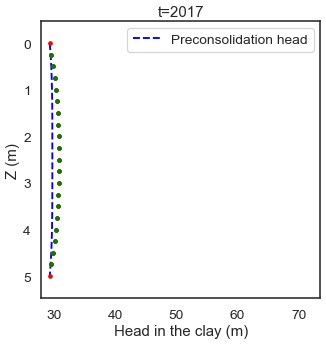 t=2017
Preconsolidation head
0
1
2
3
4
5
Z (m)
30 40 50 60 70
Head in the clay (m)